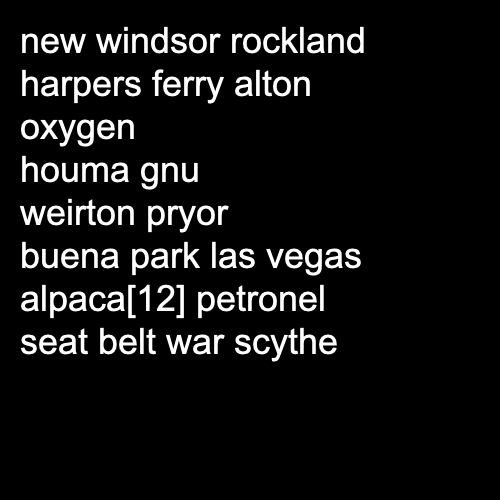 new windsor rockland
harpers ferry alton
oxygen
houma gnu
weirton pryor
buena park las vegas
alpaca[12] petronel
seat belt war scythe